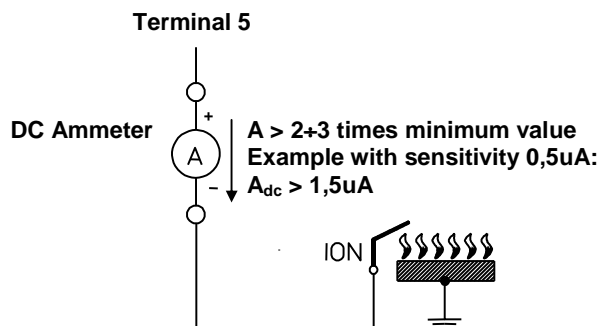 Terminal 5
DC Ammeter
+
A
–
A > 2÷3 times minimum value
Example with sensitivity 0,5uA:
Adc > 1,5uA
ION